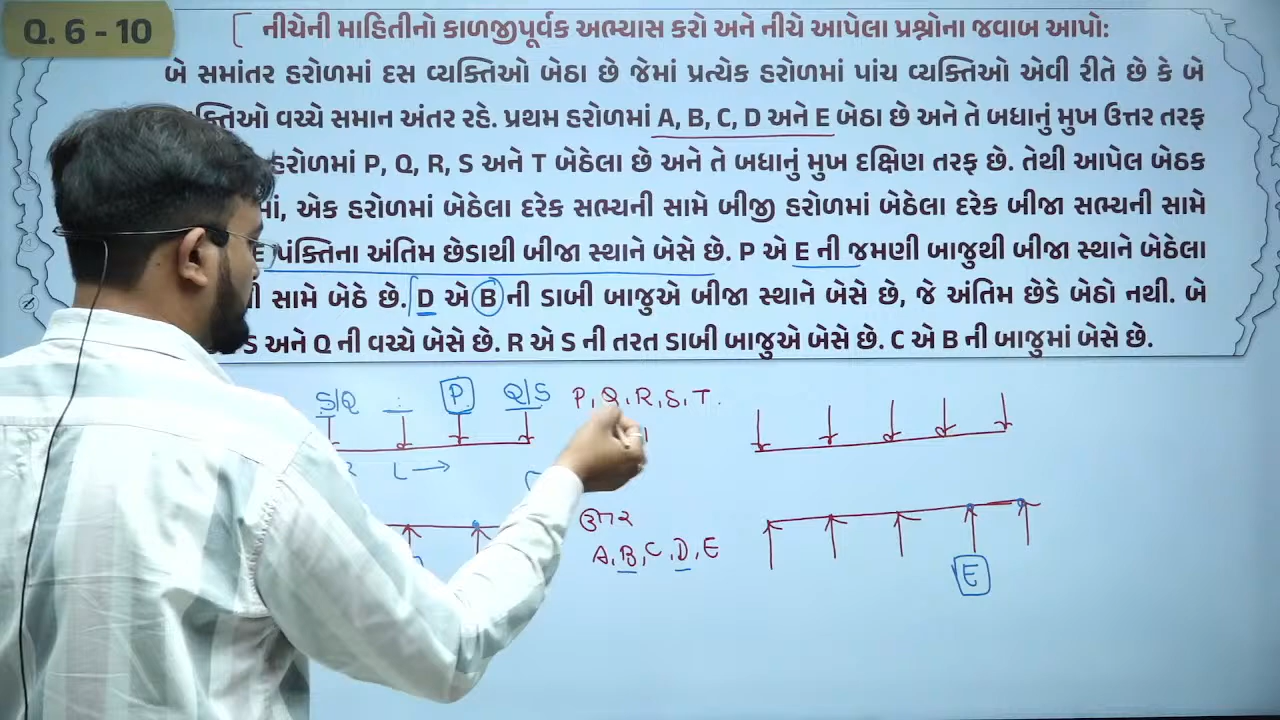 Q. 6 - 10
નીચેની માહિતીનો કાળજીપૂર્વક અભ્યાસ કરો અને નીચે આપેલા પ્રશ્નોના જવાબ આપો:
બે સમાંતર હરોળમાં દસ વ્યક્તિઓ બેઠા છે જેમાં પ્રત્યેક હરોળમાં પાંચ વ્યક્તિઓ એવી રીતે છે કે બે
વચ્ચે સમાન અંતર રહે. પ્રથમ હરોળમાં A, B, C, D અને E બેઠા છે અને તે બધાનું મુખ ઉત્તર તરફ
હરોળમાં P, Q, R, S અને T બેઠેલા છે અને તે બધાનું મુખ દક્ષિણ તરફ છે. તેથી આપેલ બેઠક
એક હરોળમાં બેઠેલા દરેક સભ્યની સામે બીજી હરોળમાં બેઠેલા દરેક બીજા સભ્યની સામે
E પંક્તિના અંતિમ છેડાથી બીજા સ્થાને બેસે છે. P એ E ની જમણી બાજુથી બીજા સ્થાને બેઠેલા
સામે બેઠે છે. D એ B ની ડાબી બાજુએ બીજા સ્થાને બેસે છે, જે અંતિમ છેડે બેઠો નથી. બે
S અને Q ની વચ્ચે બેસે છે. R એ S ની તરત ડાબી બાજુએ બેસે છે. C એ B ની બાજુમાં બેસે છે.
S/Q P Q/S P, Q, R, S, T.
L →
ઉત્તર
A, B, C, D, E
E